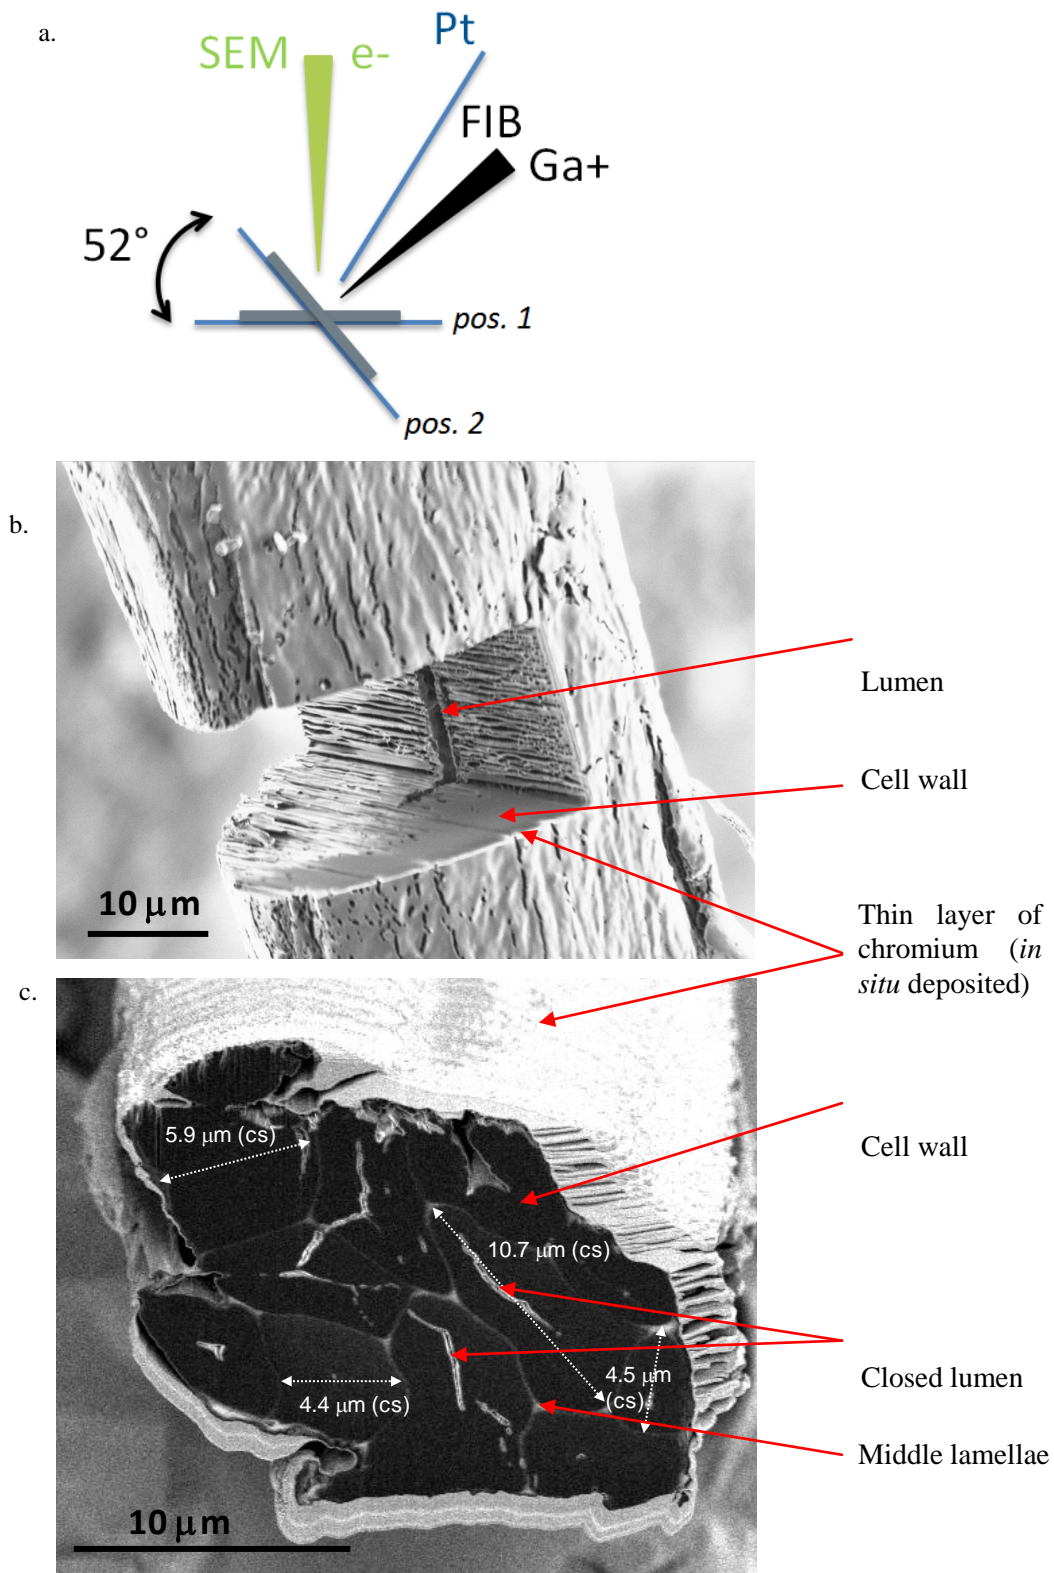 a.
SEM e-
Pt
FIB
Ga+
52°
pos. 1
pos. 2
b.
Lumen
Cell wall
10 μm
Thin layer of
chromium (in
situ deposited)
c.
5.9 μm (cs)
Cell wall
10.7 μm (cs)
4.5 μm
(cs)
4.4 μm (cs)
Closed lumen
Middle lamellae
10 μm